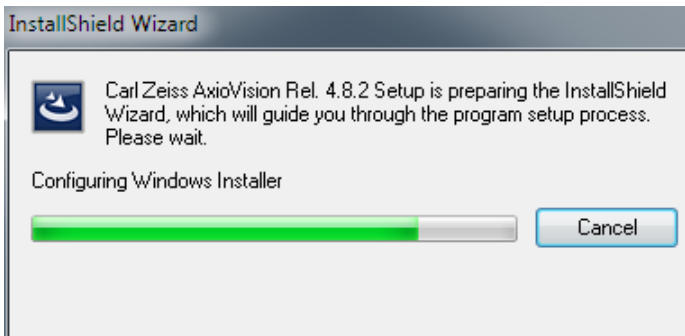 InstallShield Wizard
Carl Zeiss AxioVision Rel. 4.8.2 Setup is preparing the InstallShield
Wizard, which will guide you through the program setup process.
Please wait.
Configuring Windows Installer
Cancel